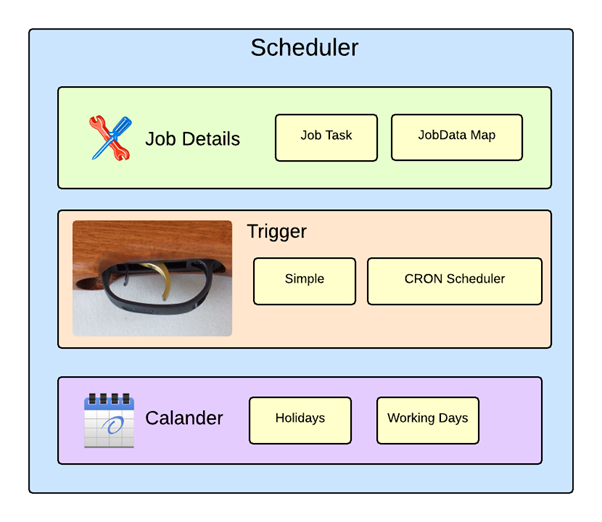 Scheduler
Job Details
Job Task
JobData Map
Trigger
Simple
CRON Scheduler
Calander
Holidays
Working Days